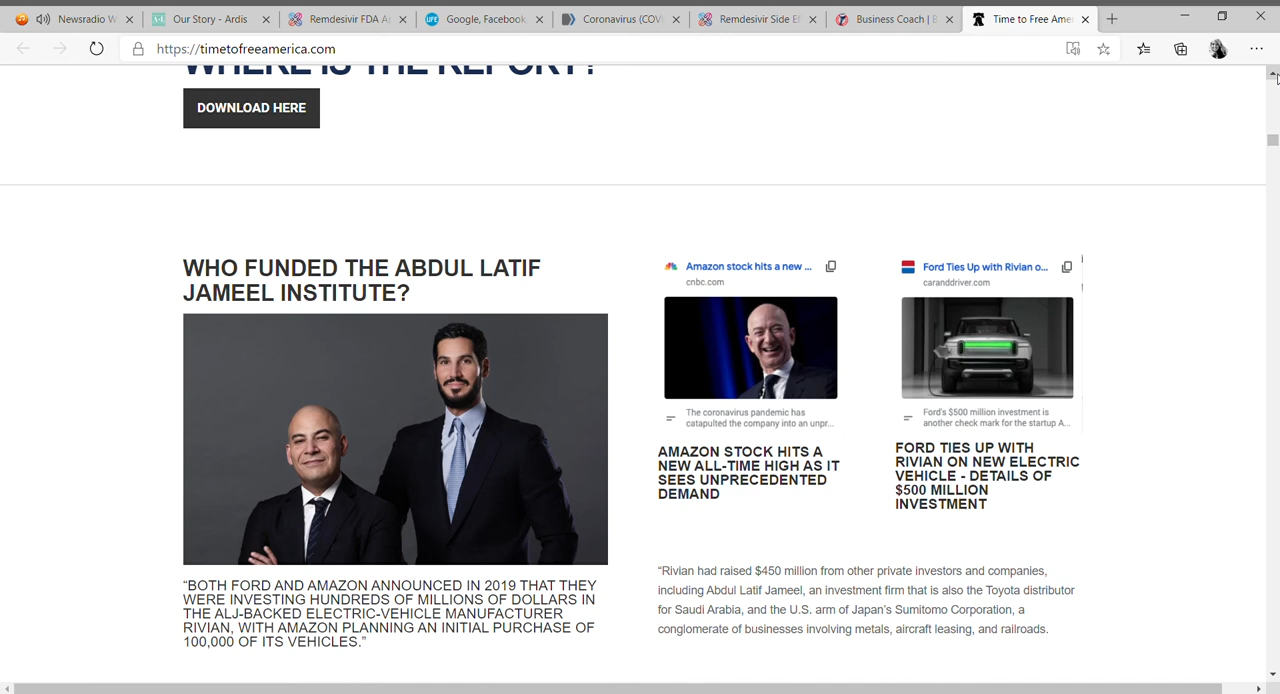 Newsradio W
Our Story - Ardis
Remdesivir FDA A
Google, Facebook
Coronavirus (COVI
Remdesivir Side E
Business Coach | B
Time to Free Ame
https://timetofreeamerica.com
WHERE IS THE REPORT?
DOWNLOAD HERE
WHO FUNDED THE ABDUL LATIF
JAMEEL INSTITUTE?
Amazon stock hits a new ...
cnbc.com
The coronavirus pandemic has
catapulted the company into an unpr...
AMAZON STOCK HITS A
NEW ALL-TIME HIGH AS IT
SEES UNPRECEDENTED
DEMAND
Ford Ties Up with Rivian o...
caranddriver.com
Ford's $500 million investment is
another check mark for the startup A...
FORD TIES UP WITH
RIVIAN ON NEW ELECTRIC
VEHICLE - DETAILS OF
$500 MILLION
INVESTMENT
“BOTH FORD AND AMAZON ANNOUNCED IN 2019 THAT THEY
WERE INVESTING HUNDREDS OF MILLIONS OF DOLLARS IN
THE ALJ-BACKED ELECTRIC-VEHICLE MANUFACTURER
RIVIAN, WITH AMAZON PLANNING AN INITIAL PURCHASE OF
100,000 OF ITS VEHICLES.”
“Rivian had raised $450 million from other private investors and companies,
including Abdul Latif Jameel, an investment firm that is also the Toyota distributor
for Saudi Arabia, and the U.S. arm of Japan’s Sumitomo Corporation, a
conglomerate of businesses involving metals, aircraft leasing, and railroads.